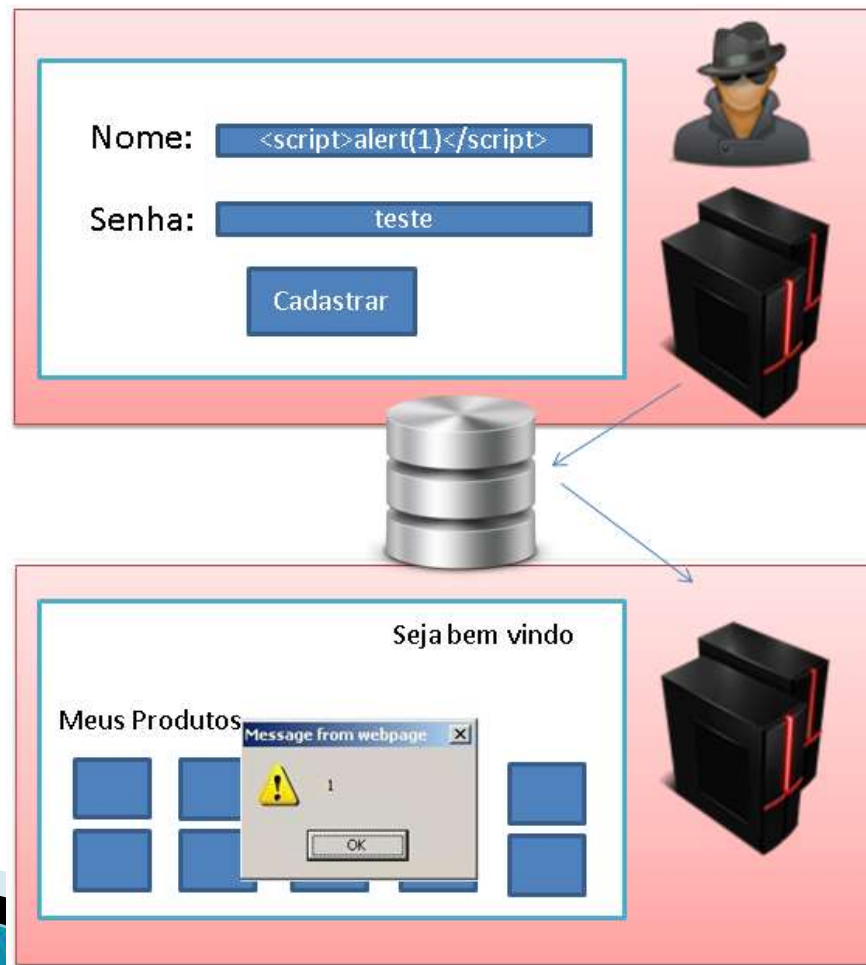 Nome: <script>alert(1)</script>
Senha: teste
Cadastrar
Seja bem vindo
Meus Produtos
Message from webpage
1
OK